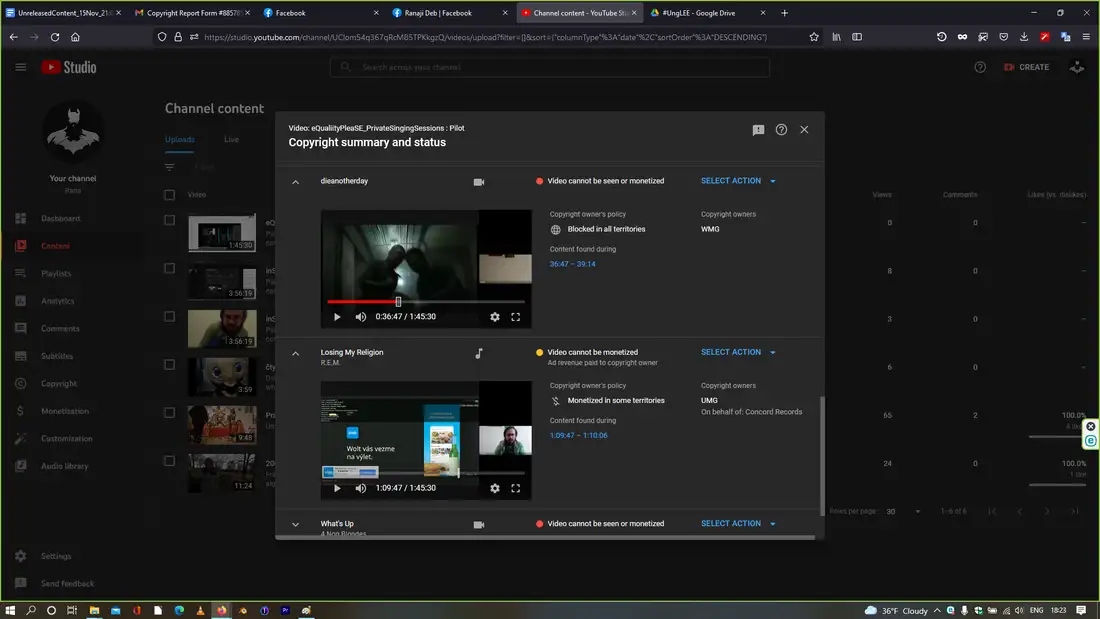 UnreleasedContent_15Nov_21
Copyright Report Form #8857
Facebook
Ranaji Deb | Facebook
Channel content - YouTube Stu
#UngLEE - Google Drive
https://studio.youtube.com/channel/UClom54q367qRcM85TPKkgzQ/videos/upload?filter=[]&sort={"columnType"%3A"date"%2C"sortOrder"%3A"DESCENDING"}
Studio
Search across your channel
CREATE
Channel content
Uploads
Live
Filter
Your channel
Rana
Dashboard
Content
Playlists
Analytics
Comments
Subtitles
Copyright
Monetization
Customization
Audio library
Settings
Send feedback
Video
Views
Comments
Likes (vs. dislikes)
1:45:30
0
0
–
3:56:19
8
0
–
3:56:19
3
0
–
3:59
6
0
–
9:48
65
2
100.0%
11:24
24
0
100.0%
1 like
Rows per page:
30
1–6 of 6
Video: eQualiityPleaSE_PrivateSingingSessions : Pilot
Copyright summary and status
dieanotherday
Video cannot be seen or monetized
SELECT ACTION
Copyright owner's policy
Blocked in all territories
Copyright owners
WMG
Content found during
36:47 – 39:14
0:36:47 / 1:45:30
Losing My Religion
R.E.M.
Video cannot be monetized
Ad revenue paid to copyright owner
SELECT ACTION
Copyright owner's policy
Monetized in some territories
Copyright owners
UMG
On behalf of: Concord Records
Content found during
1:09:47 – 1:10:06
Wolt vás vezme
na výlet.
1:09:47 / 1:45:30
What's Up
4 Non Blondes
Video cannot be seen or monetized
SELECT ACTION
36°F Cloudy
ENG
18:23